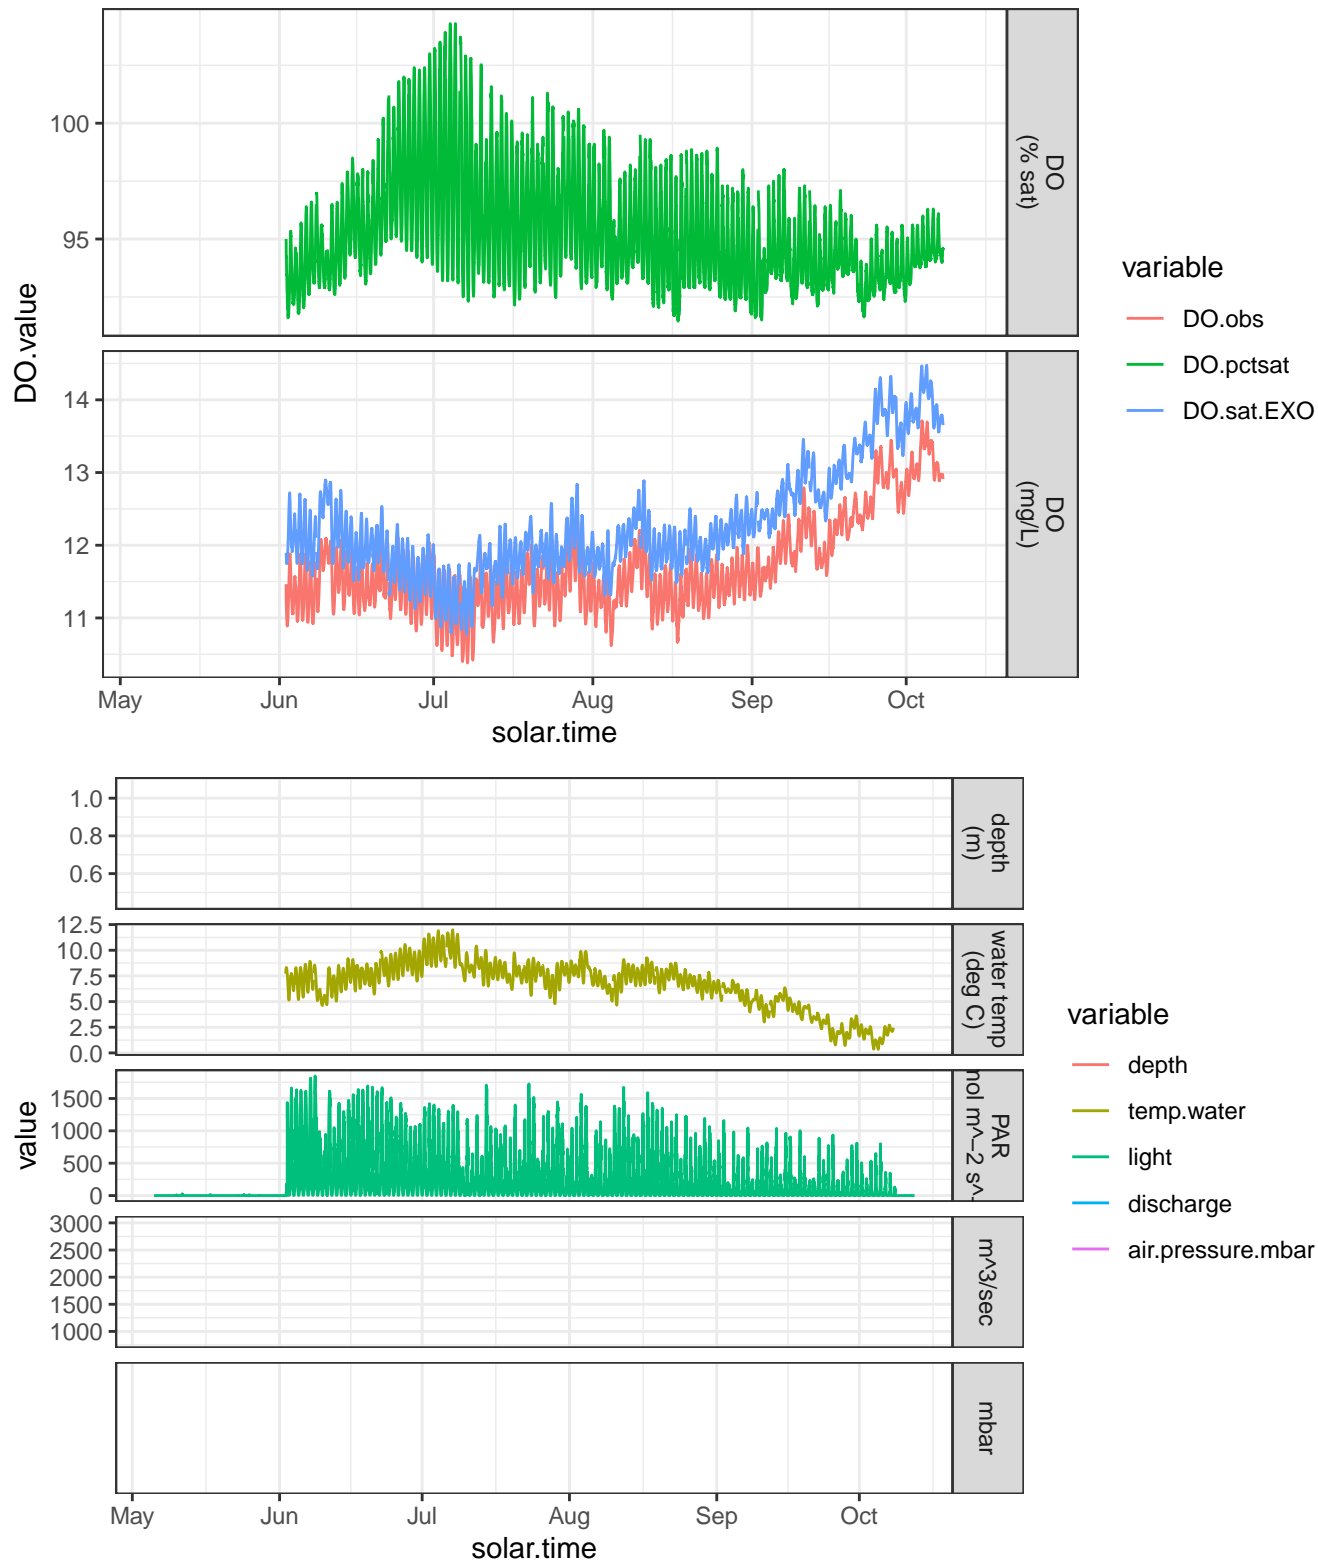 DO.value
100
95
DO
(% sat)
14
13
12
11
DO
(mg/L)
May
Jun
Jul
Aug
Sep
Oct
solar.time
variable
DO.obs
DO.pctsat
DO.sat.EXO
value
1.0
0.8
0.6
depth
(m)
12.5
10.0
7.5
5.0
2.5
0.0
water temp
(deg C)
1500
1000
500
0
PAR
mol m^−2 s^−
3000
2500
2000
1500
1000
m^3/sec
mbar
May
Jun
Jul
Aug
Sep
Oct
solar.time
variable
depth
temp.water
light
discharge
air.pressure.mbar